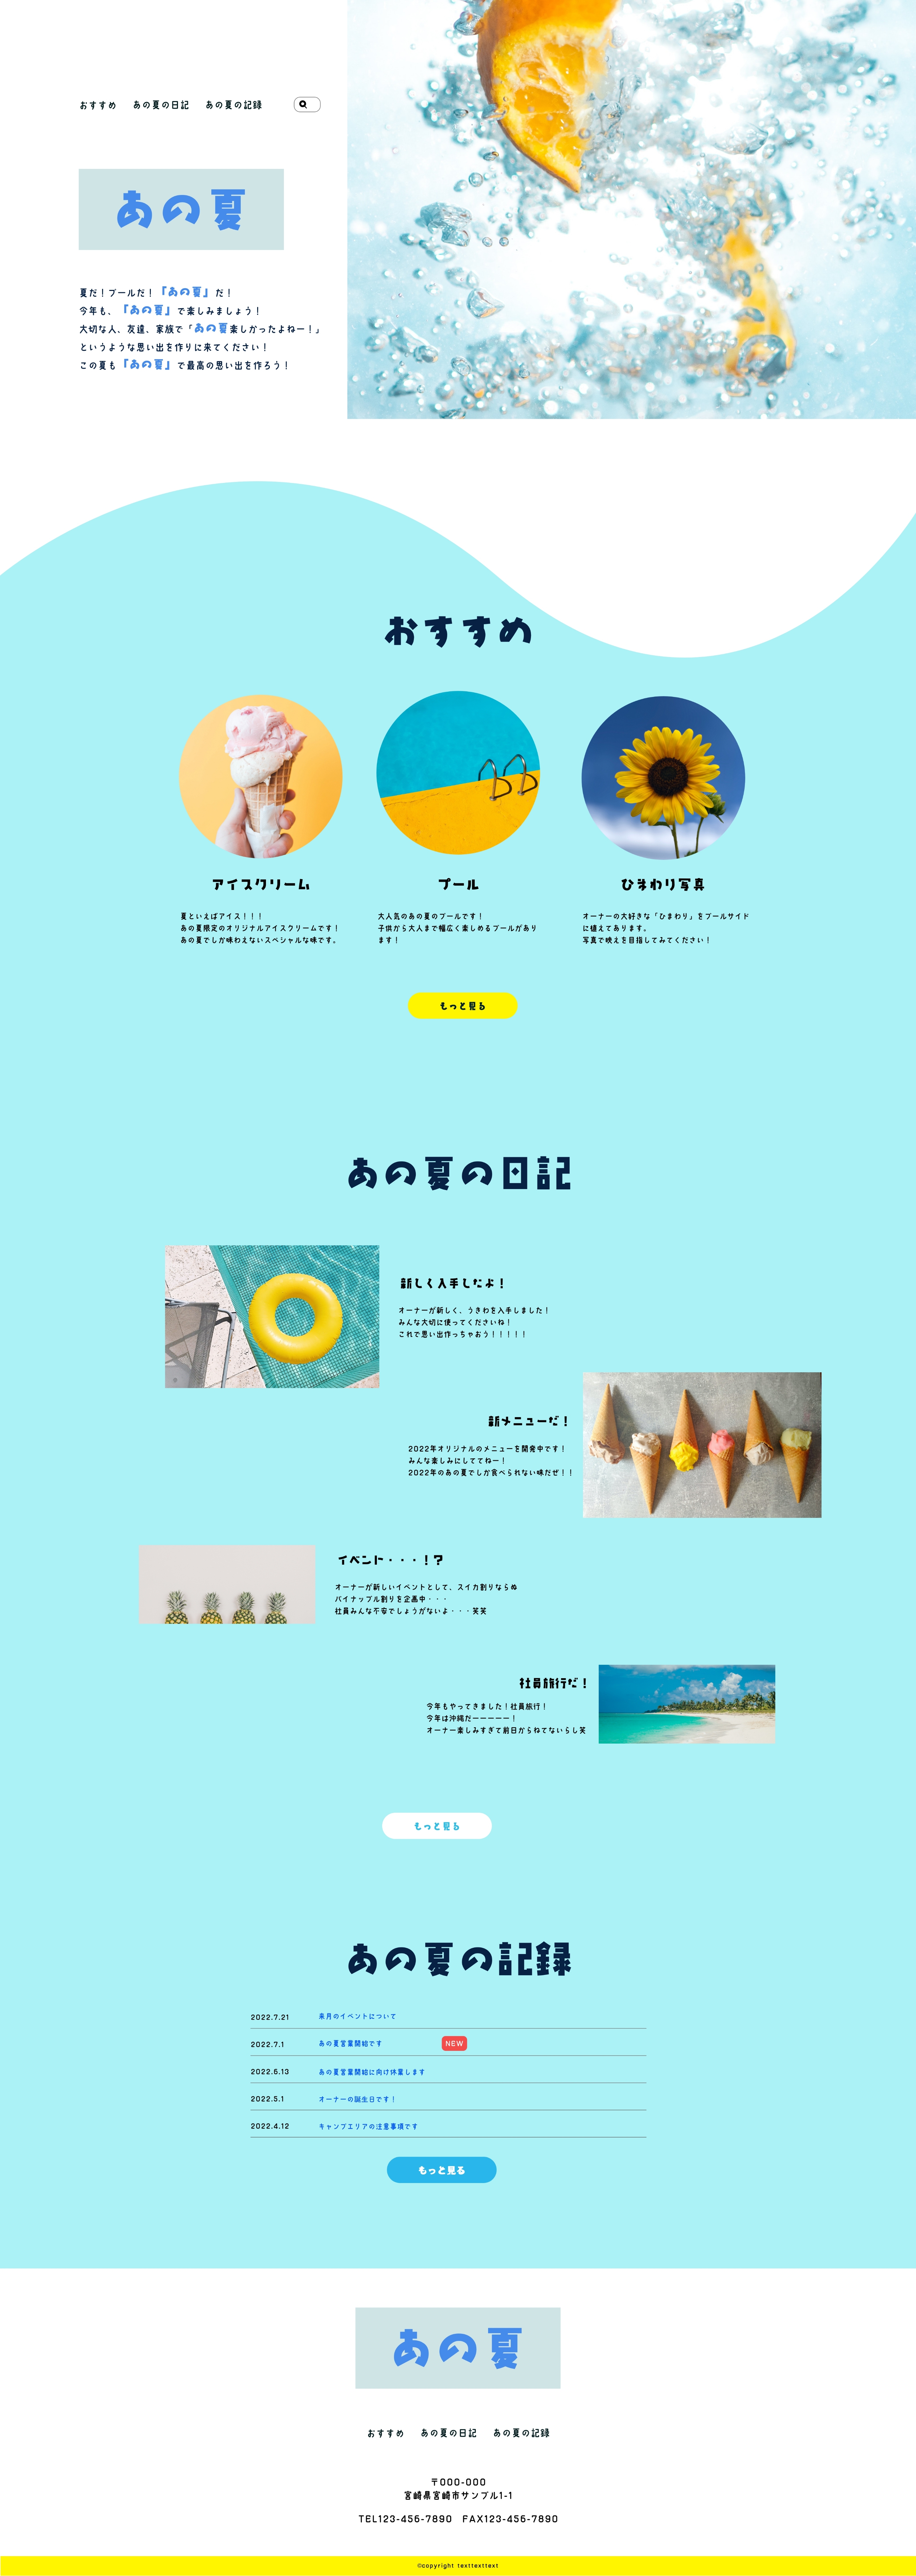 おすすめ あの夏の日記 あの夏の記録
あの夏
夏だ！プールだ！『あの夏』だ！
今年も、『あの夏』で楽しみましょう！
大切な人、友達、家族で「あの夏楽しかったよねー！」
というような思い出を作りに来てください！
この夏も『あの夏』で最高の思い出を作ろう！
おすすめ
アイスクリーム
夏といえばアイス！！！
あの夏限定のオリジナルアイスクリームです！
あの夏でしか味わえないスペシャルな味です。
プール
大人気のあの夏のプールです！
子供から大人まで幅広く楽しめるプールがあり
ます！
ひまわり写真
オーナーの大好きな「ひまわり」をプールサイド
に植えてあります。
写真で映えを目指してみてください！
もっと見る
あの夏の日記
新しく入手したよ！
オーナーが新しく、うきわを入手しました！
みんな大切に使ってくださいね！
これで思い出作っちゃおう！！！！！
新メニューだ！
2022年オリジナルのメニューを開発中です！
みんな楽しみにしててねー！
2022年のあの夏でしか食べられない味だぜ！！
イベント・・・！？
オーナーが新しいイベントとして、スイカ割りならぬ
パイナップル割りを企画中・・・
社員みんな不安でしょうがないよ・・・笑笑
社員旅行だ！
今年もやってきました！社員旅行！
今年は沖縄だーーーーー！
オーナー楽しみすぎて前日からねてないらし笑
もっと見る
あの夏の記録
2022.7.21 来月のイベントについて
2022.7.1 あの夏営業開始です NEW
2022.6.13 あの夏営業開始に向け休業します
2022.5.1 オーナーの誕生日です！
2022.4.12 キャンプエリアの注意事項です
もっと見る
あの夏
おすすめ あの夏の日記 あの夏の記録
〒000-000
宮崎県宮崎市サンプル1-1
TEL123-456-7890 FAX123-456-7890
©copyright texttexttext